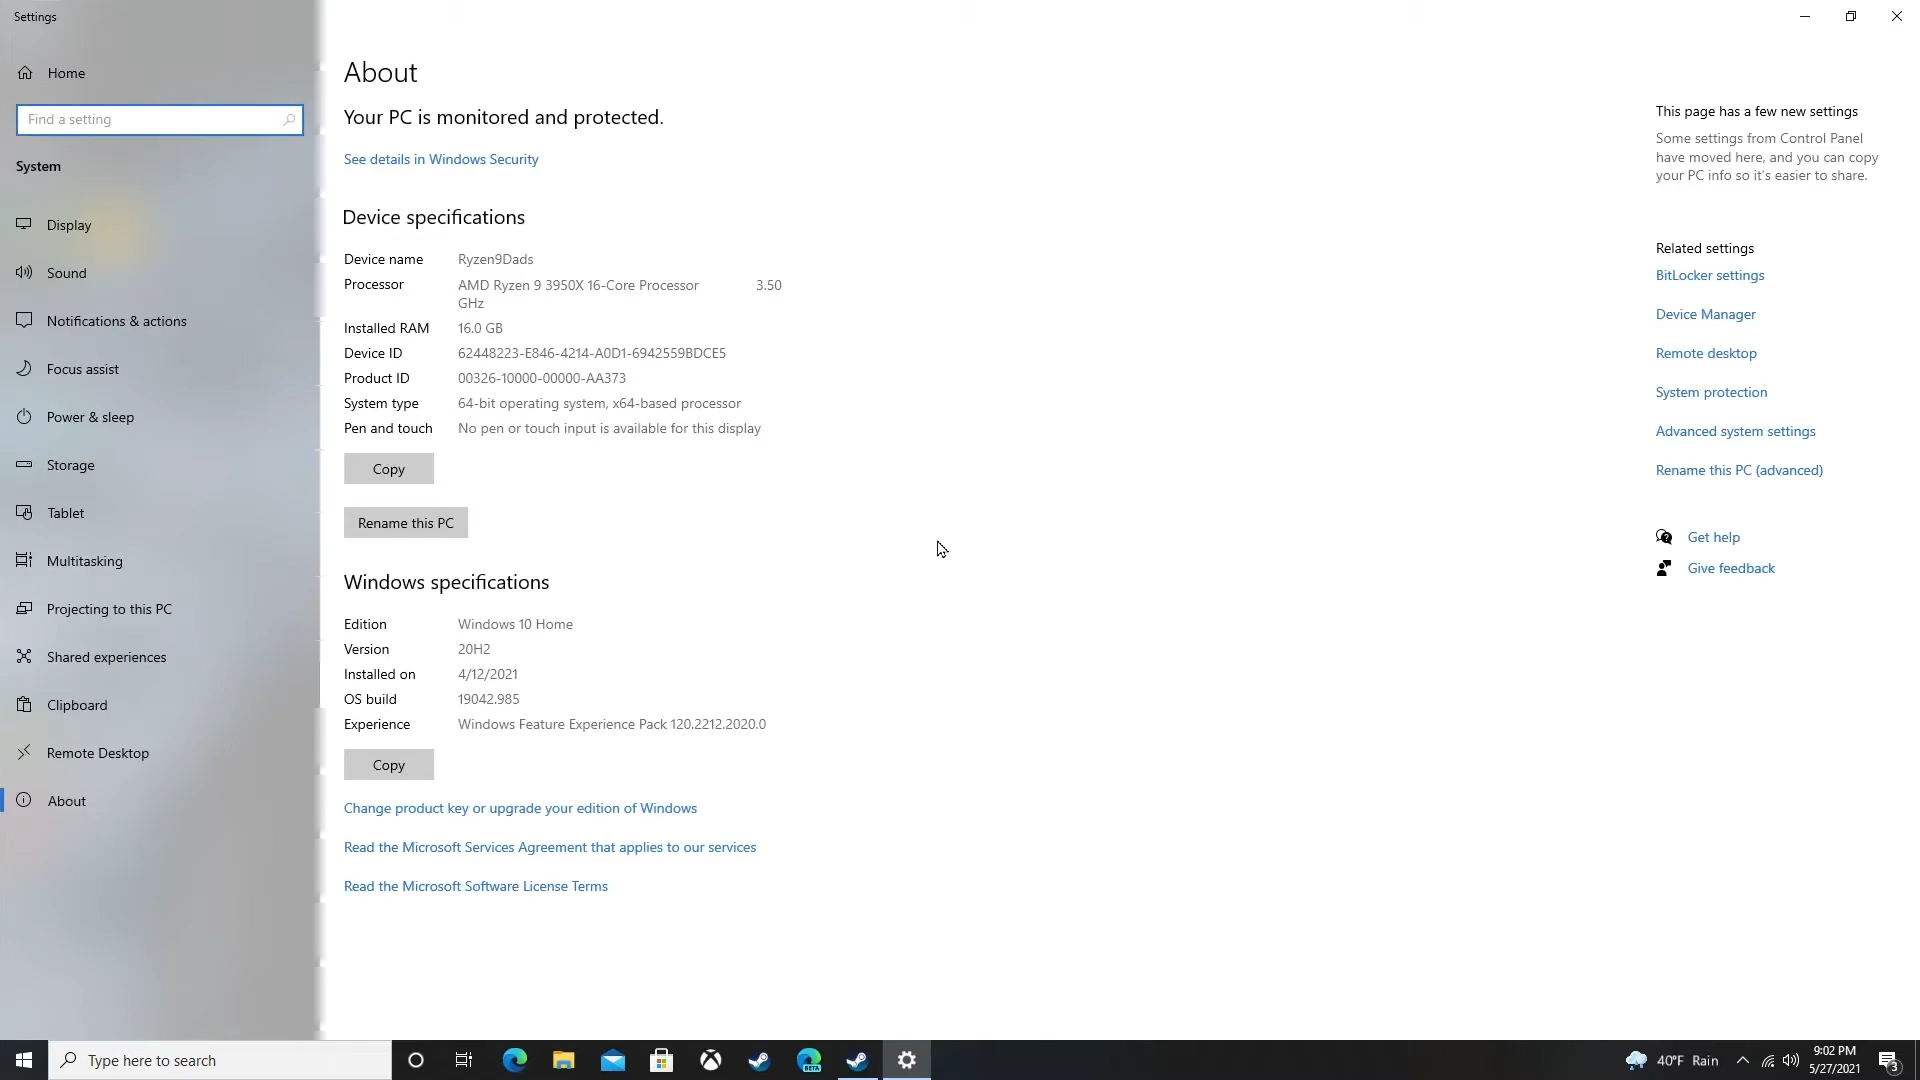 Settings
Home
Find a setting
System
Display
Sound
Notifications & actions
Focus assist
Power & sleep
Storage
Tablet
Multitasking
Projecting to this PC
Shared experiences
Clipboard
Remote Desktop
About
About
Your PC is monitored and protected.
See details in Windows Security
Device specifications
Device name Ryzen9Dads
Processor AMD Ryzen 9 3950X 16-Core Processor 3.50
GHz
Installed RAM 16.0 GB
Device ID 62448223-E846-4214-A0D1-6942559BDCE5
Product ID 00326-10000-00000-AA373
System type 64-bit operating system, x64-based processor
Pen and touch No pen or touch input is available for this display
Copy
Rename this PC
Windows specifications
Edition Windows 10 Home
Version 20H2
Installed on 4/12/2021
OS build 19042.985
Experience Windows Feature Experience Pack 120.2212.2020.0
Copy
Change product key or upgrade your edition of Windows
Read the Microsoft Services Agreement that applies to our services
Read the Microsoft Software License Terms
This page has a few new settings
Some settings from Control Panel
have moved here, and you can copy
your PC info so it's easier to share.
Related settings
BitLocker settings
Device Manager
Remote desktop
System protection
Advanced system settings
Rename this PC (advanced)
Get help
Give feedback
Type here to search
BETA
40°F Rain
9:02 PM
5/27/2021
3